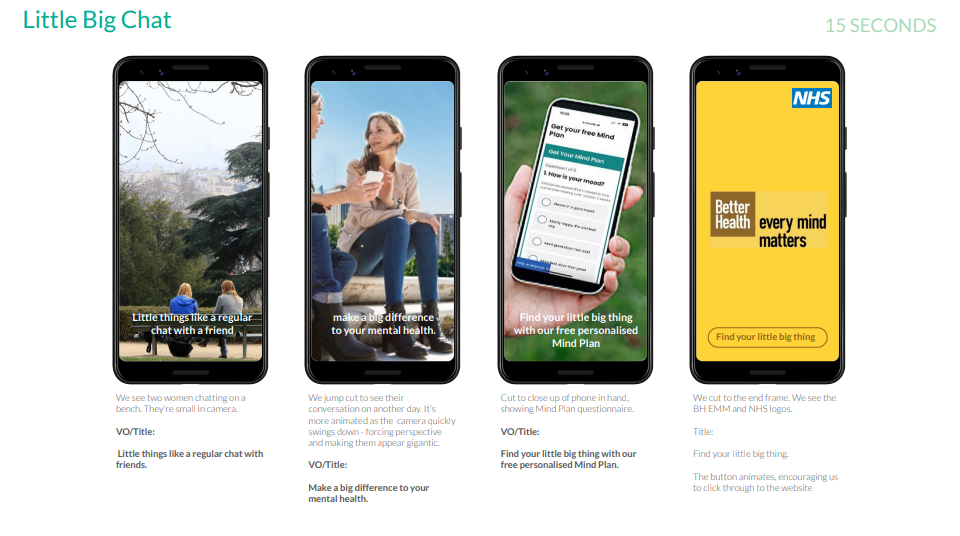 Little Big Chat
15 SECONDS
Little things like a regular
chat with a friend
make a big difference
to your mental health.
Get your free Mind
Plan
Get Your Mind Plan
1. How is your mood?
Find your little big thing
with our free personalised
Mind Plan
NHS
Better
Health
every mind
matters
Find your little big thing
We see two women chatting on a
bench. They're small in camera.
VO/Title:
Little things like a regular chat with
friends.
We jump cut to see their
conversation on another day. It's
more animated as the camera quickly
swings down - forcing perspective
and making them appear gigantic.
VO/Title:
Make a big difference to your
mental health.
Cut to close up of phone in hand,
showing Mind Plan questionnaire.
VO/Title:
Find your little big thing with our
free personalised Mind Plan.
We cut to the end frame. We see the
BH EMM and NHS logos.
Title:
Find your little big thing.
The button animates, encouraging us
to click through to the website